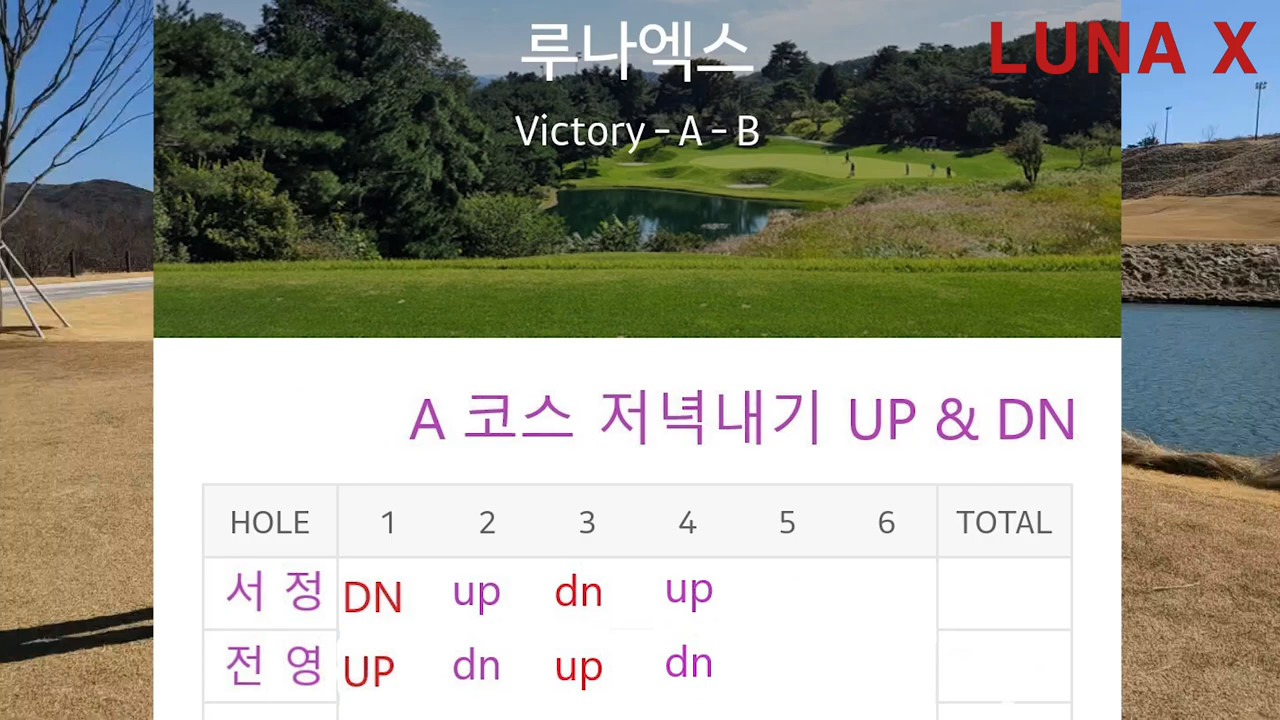 루나엑스
LUNA X
Victory - A - B
A 코스 저녁내기 UP & DN
HOLE 1 2 3 4 5 6 TOTAL
서 정 DN up dn up
전 영 UP dn up dn